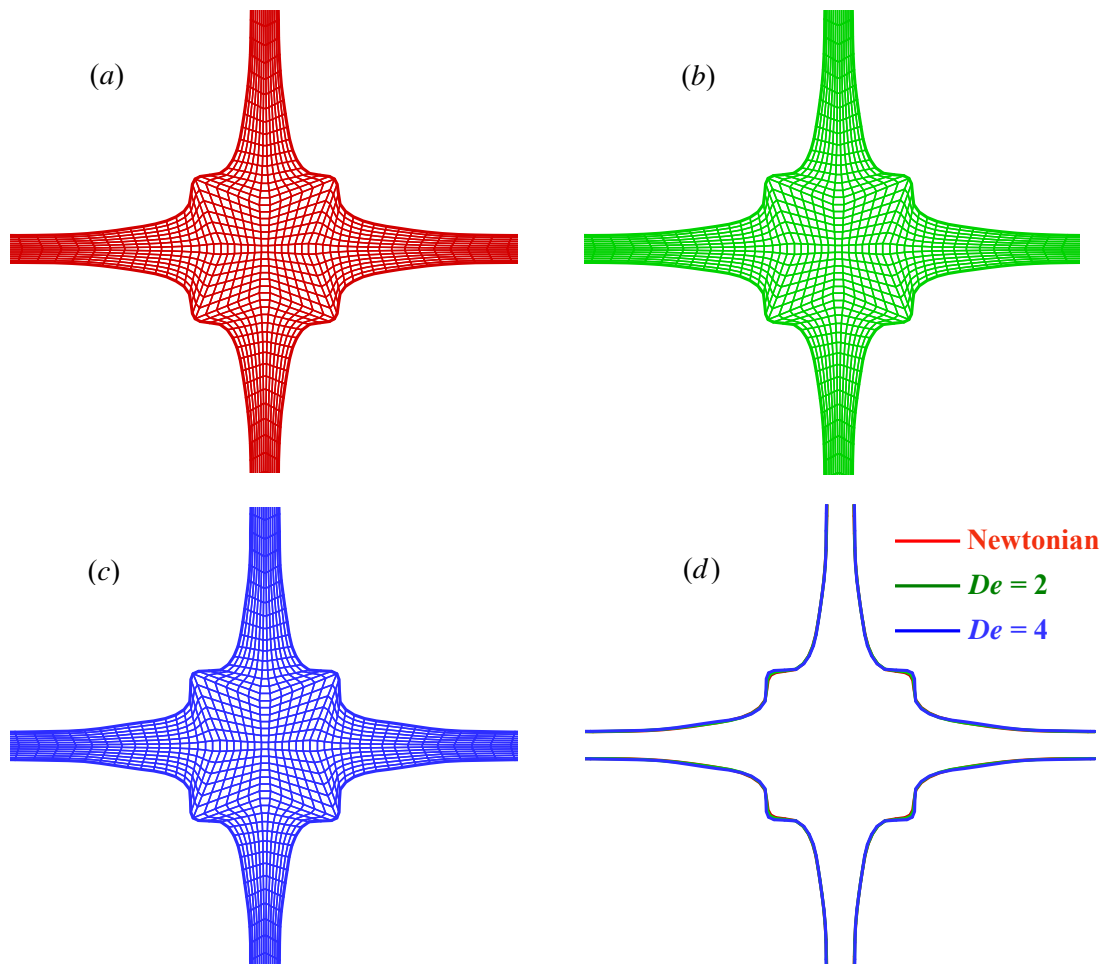 (a)
(b)
(c)
(d)
Newtonian
De = 2
De = 4